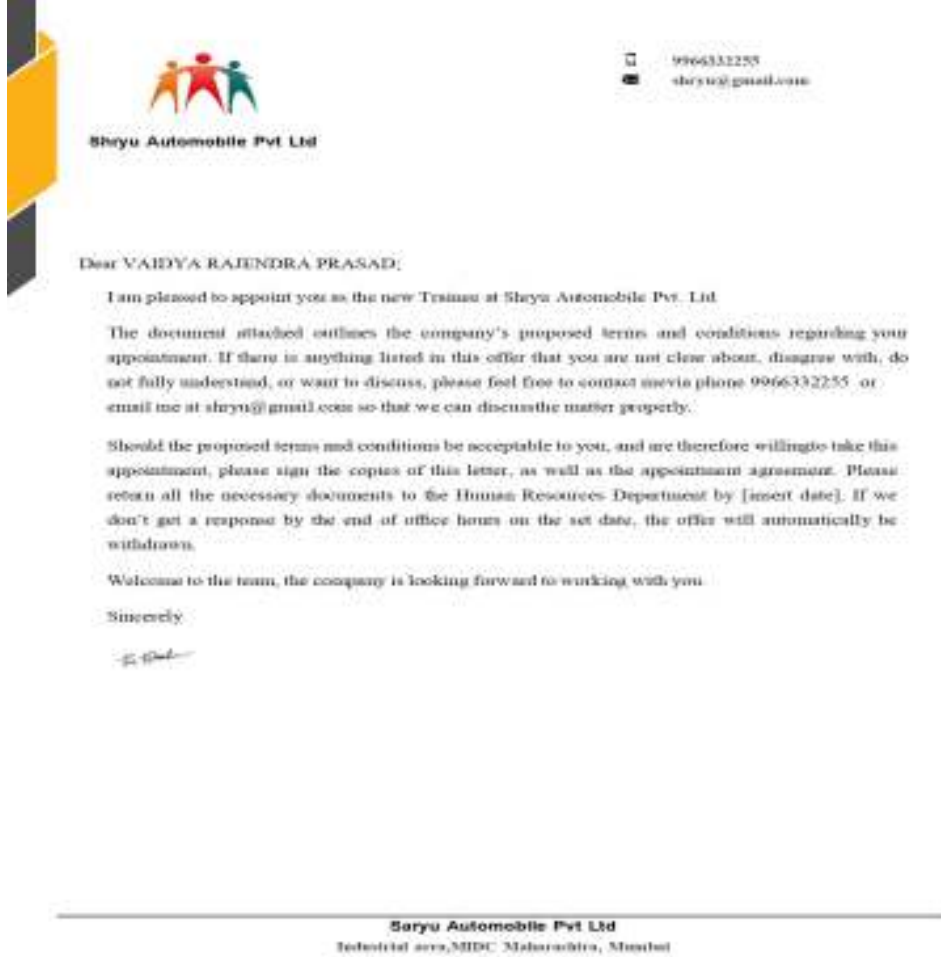 9966332255
shryu@gmail.com
Shryu Automobile Pvt Ltd
Dear VAIDYA RAJENDRA PRASAD;
I am pleased to appoint you as the new Trainee at Shryu Automobile Pvt. Ltd
The document attached outlines the company's proposed terms and conditions regarding your
appointment. If there is anything listed in this offer that you are not clear about, disagree with, do
not fully understand, or want to discuss, please feel free to contact mevia phone 9966332255 or
email me at shryu@gmail.com so that we can discussthe matter properly.
Should the proposed terms and conditions be acceptable to you, and are therefore willingto take this
appointment, please sign the copies of this letter, as well as the appointment agreement. Please
return all the necessary documents to the Human Resources Department by [insert date]. If we
don't get a response by the end of office hours on the set date, the offer will automatically be
withdrawn.
Welcome to the team, the company is looking forward to working with you
Sincerely
Saryu Automobile Pvt Ltd
Industrial area,MIDC Maharashtra, Mumbai